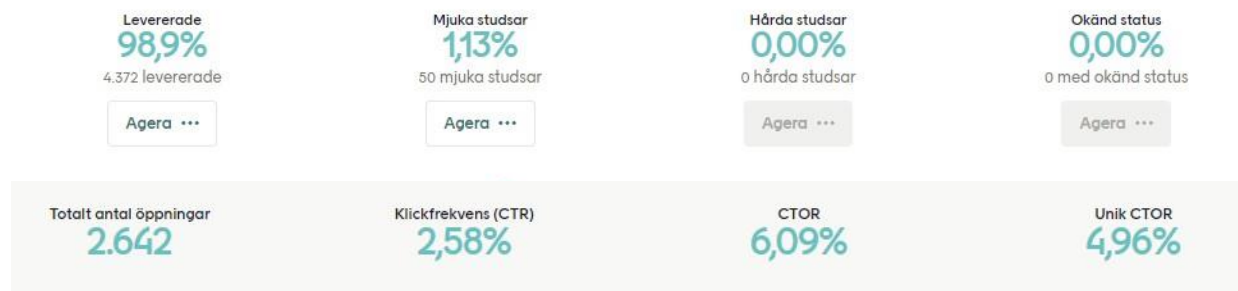 Levererade
98,9%
4.372 levererade
Agera ...
Mjuka studsar
1,13%
50 mjuka studsar
Agera ...
Hårda studsar
0,00%
0 hårda studsar
Agera ...
Okänd status
0,00%
0 med okänd status
Agera ...
Totalt antal öppningar
2.642
Klickfrekvens (CTR)
2,58%
CTOR
6,09%
Unik CTOR
4,96%